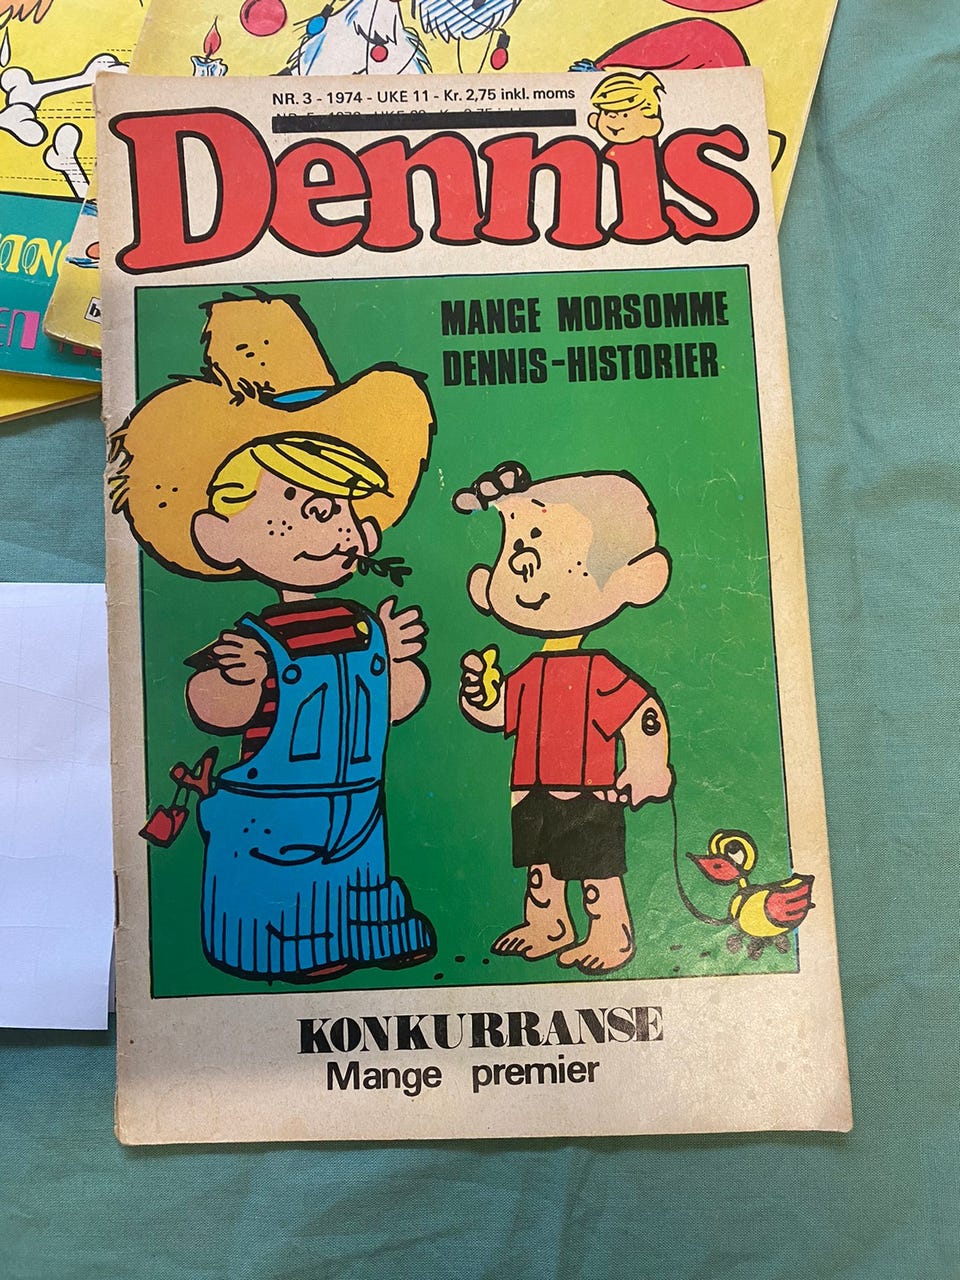 NR. 3 - 1974 - UKE 11 - Kr. 2,75 inkl. moms
Dennis
MANGE MORSOMME
DENNIS-HISTORIER
KONKURRANSE
Mange premier